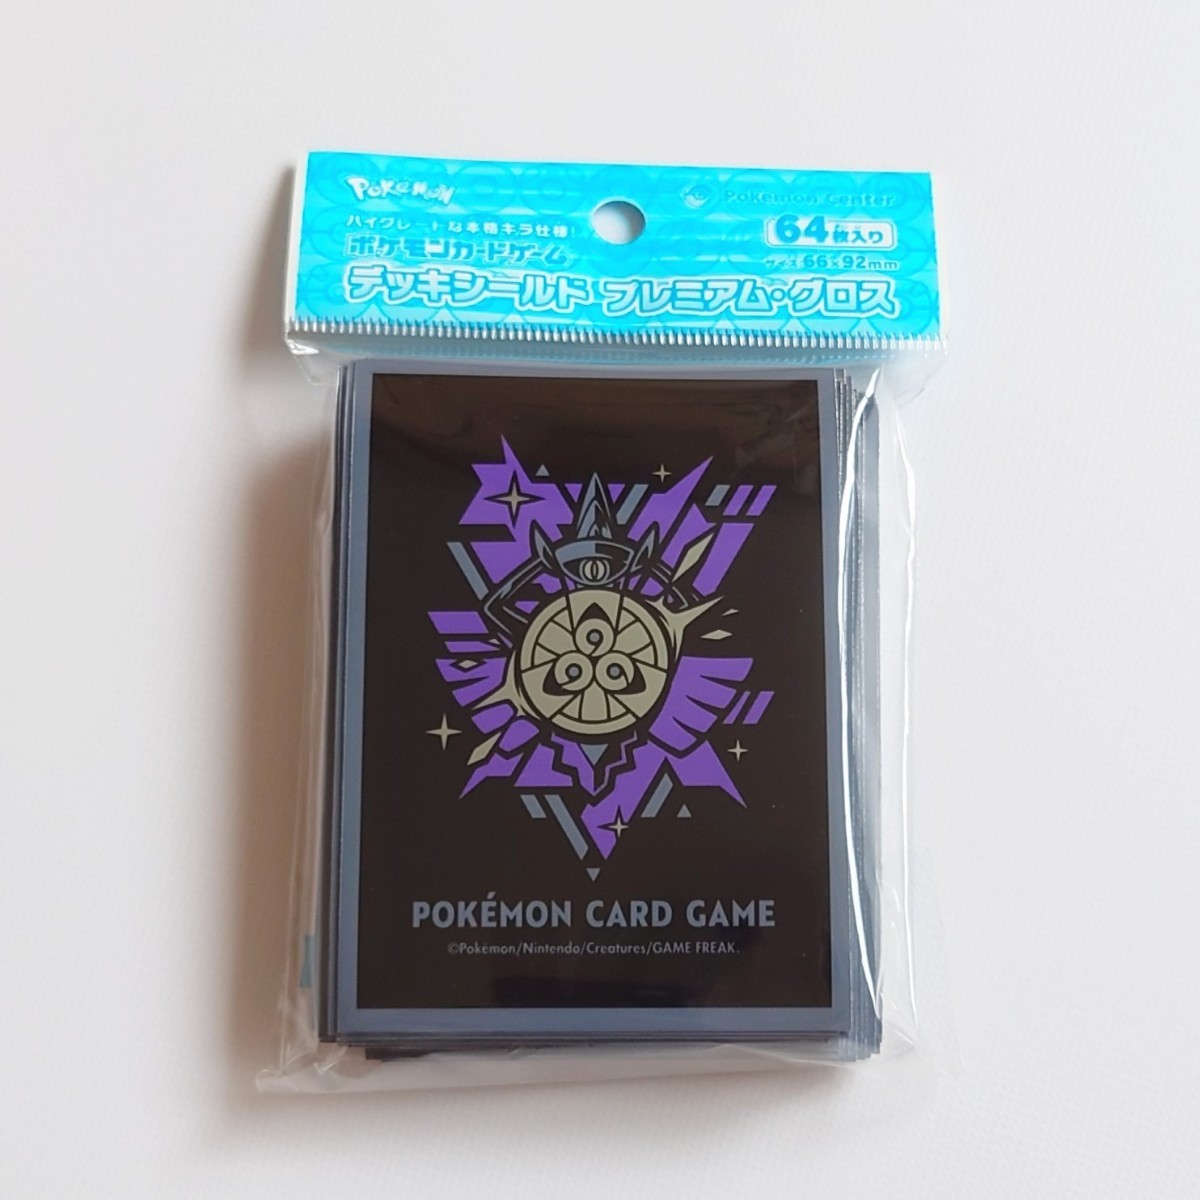 Pokémon
Pokémon Center
ハイグレードな本格キラ仕様!
64枚入り
ポケモンカードゲーム
サイズ 66×92mm
デッキシールド プレミアム・グロス
POKÉMON CARD GAME
©Pokémon/Nintendo/Creatures/GAME FREAK.